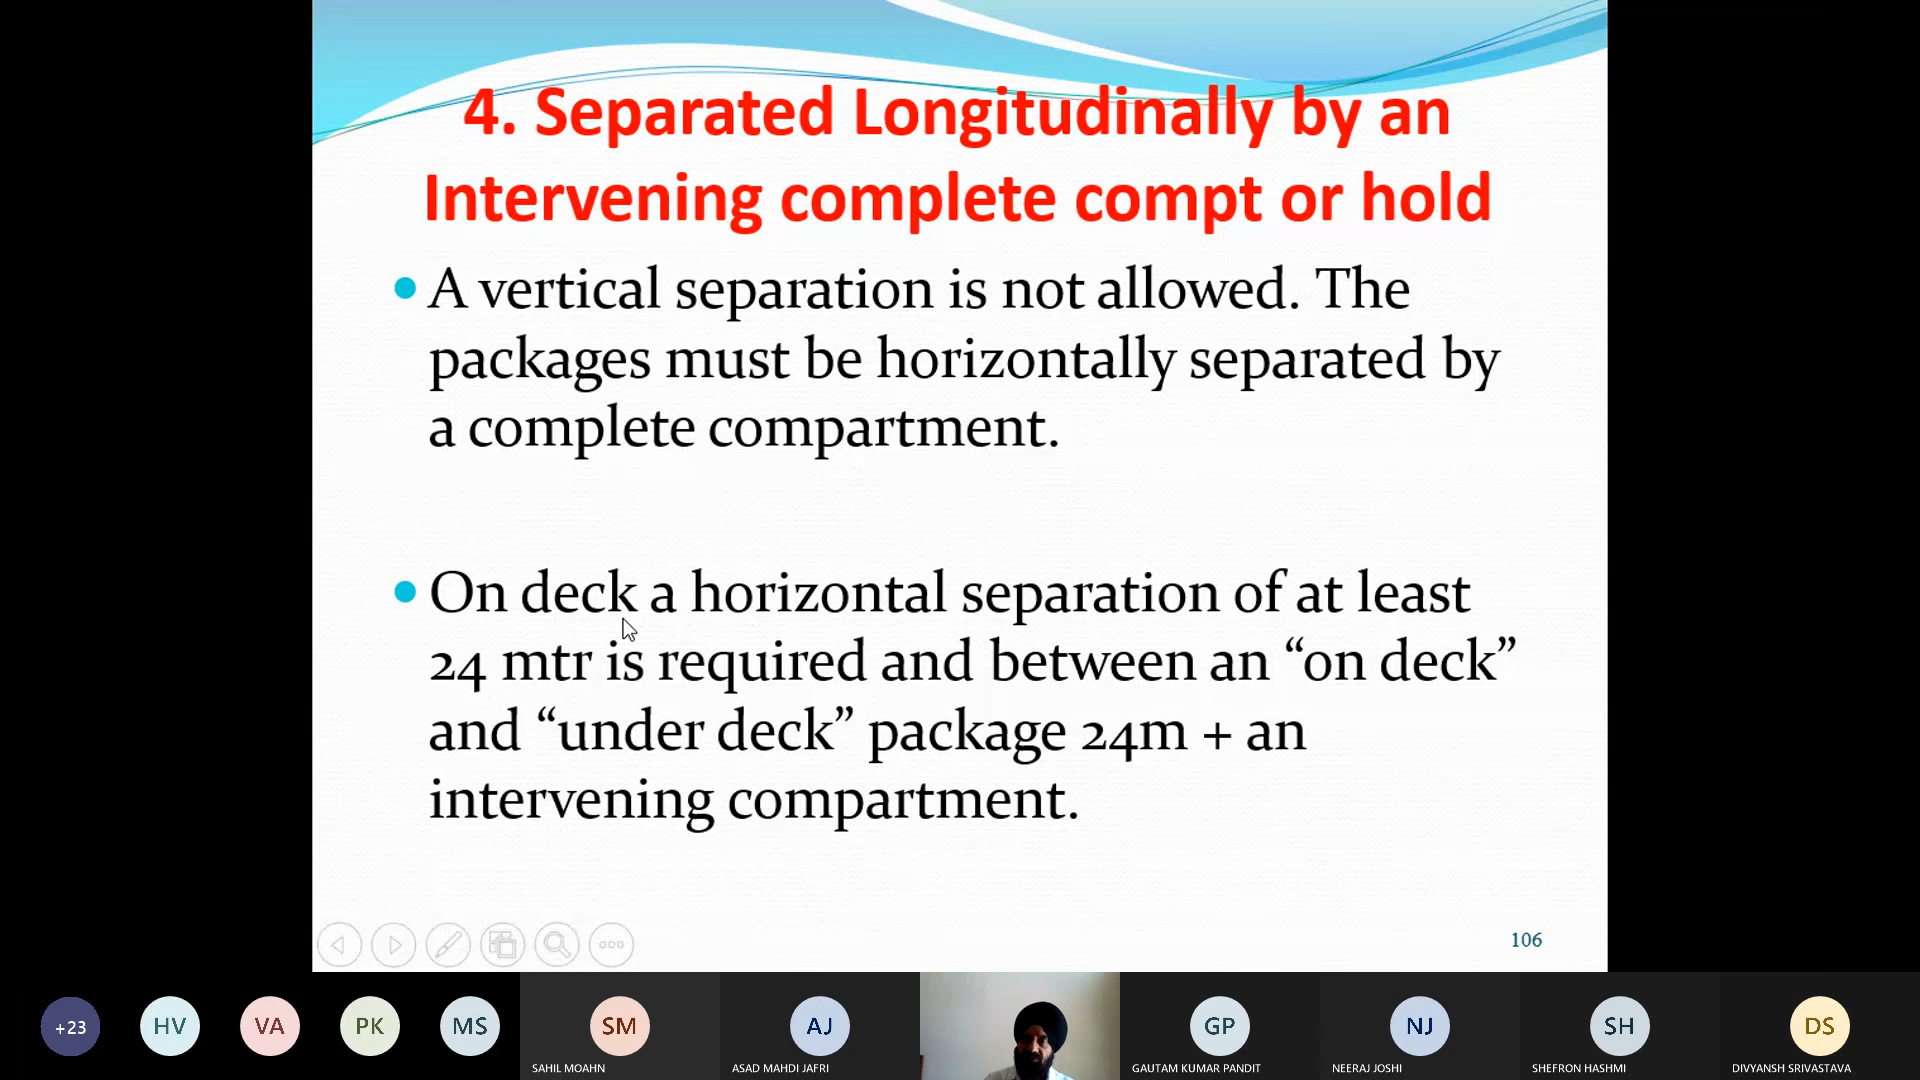 4. Separated Longitudinally by an
Intervening complete compt or hold
A vertical separation is not allowed. The
packages must be horizontally separated by
a complete compartment.
On deck a horizontal separation of at least
24 mtr is required and between an “on deck”
and “under deck” package 24m + an
intervening compartment.
106
+23
HV
VA
PK
MS
SM
SAHIL MOAHN
AJ
ASAD MAHDI JAFRI
GP
GAUTAM KUMAR PANDIT
NJ
NEERAJ JOSHI
SH
SHEFRON HASHMI
DS
DIVYANSH SRIVASTAVA